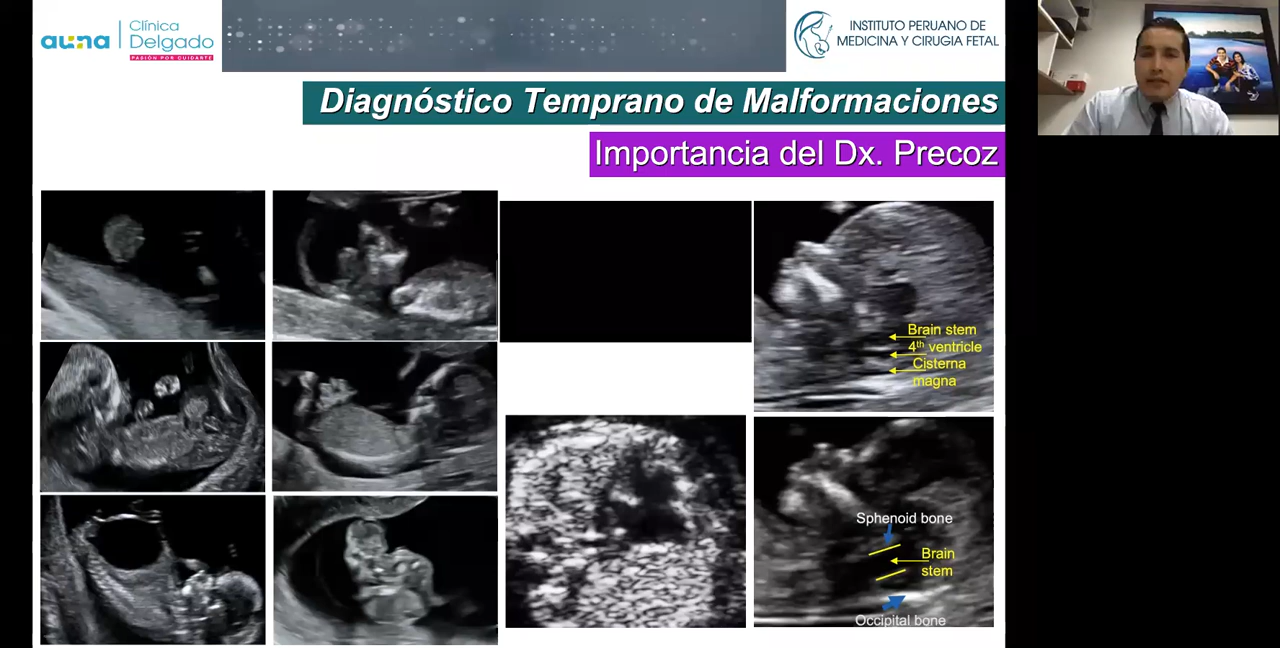 auna
Clínica
Delgado
PASIÓN POR CUIDARTE
INSTITUTO PERUANO DE
MEDICINA Y CIRUGIA FETAL
Diagnóstico Temprano de Malformaciones
Importancia del Dx. Precoz
Brain stem
4th ventricle
Cisterna
magna
Sphenoid bone
Brain
stem
Occipital bone